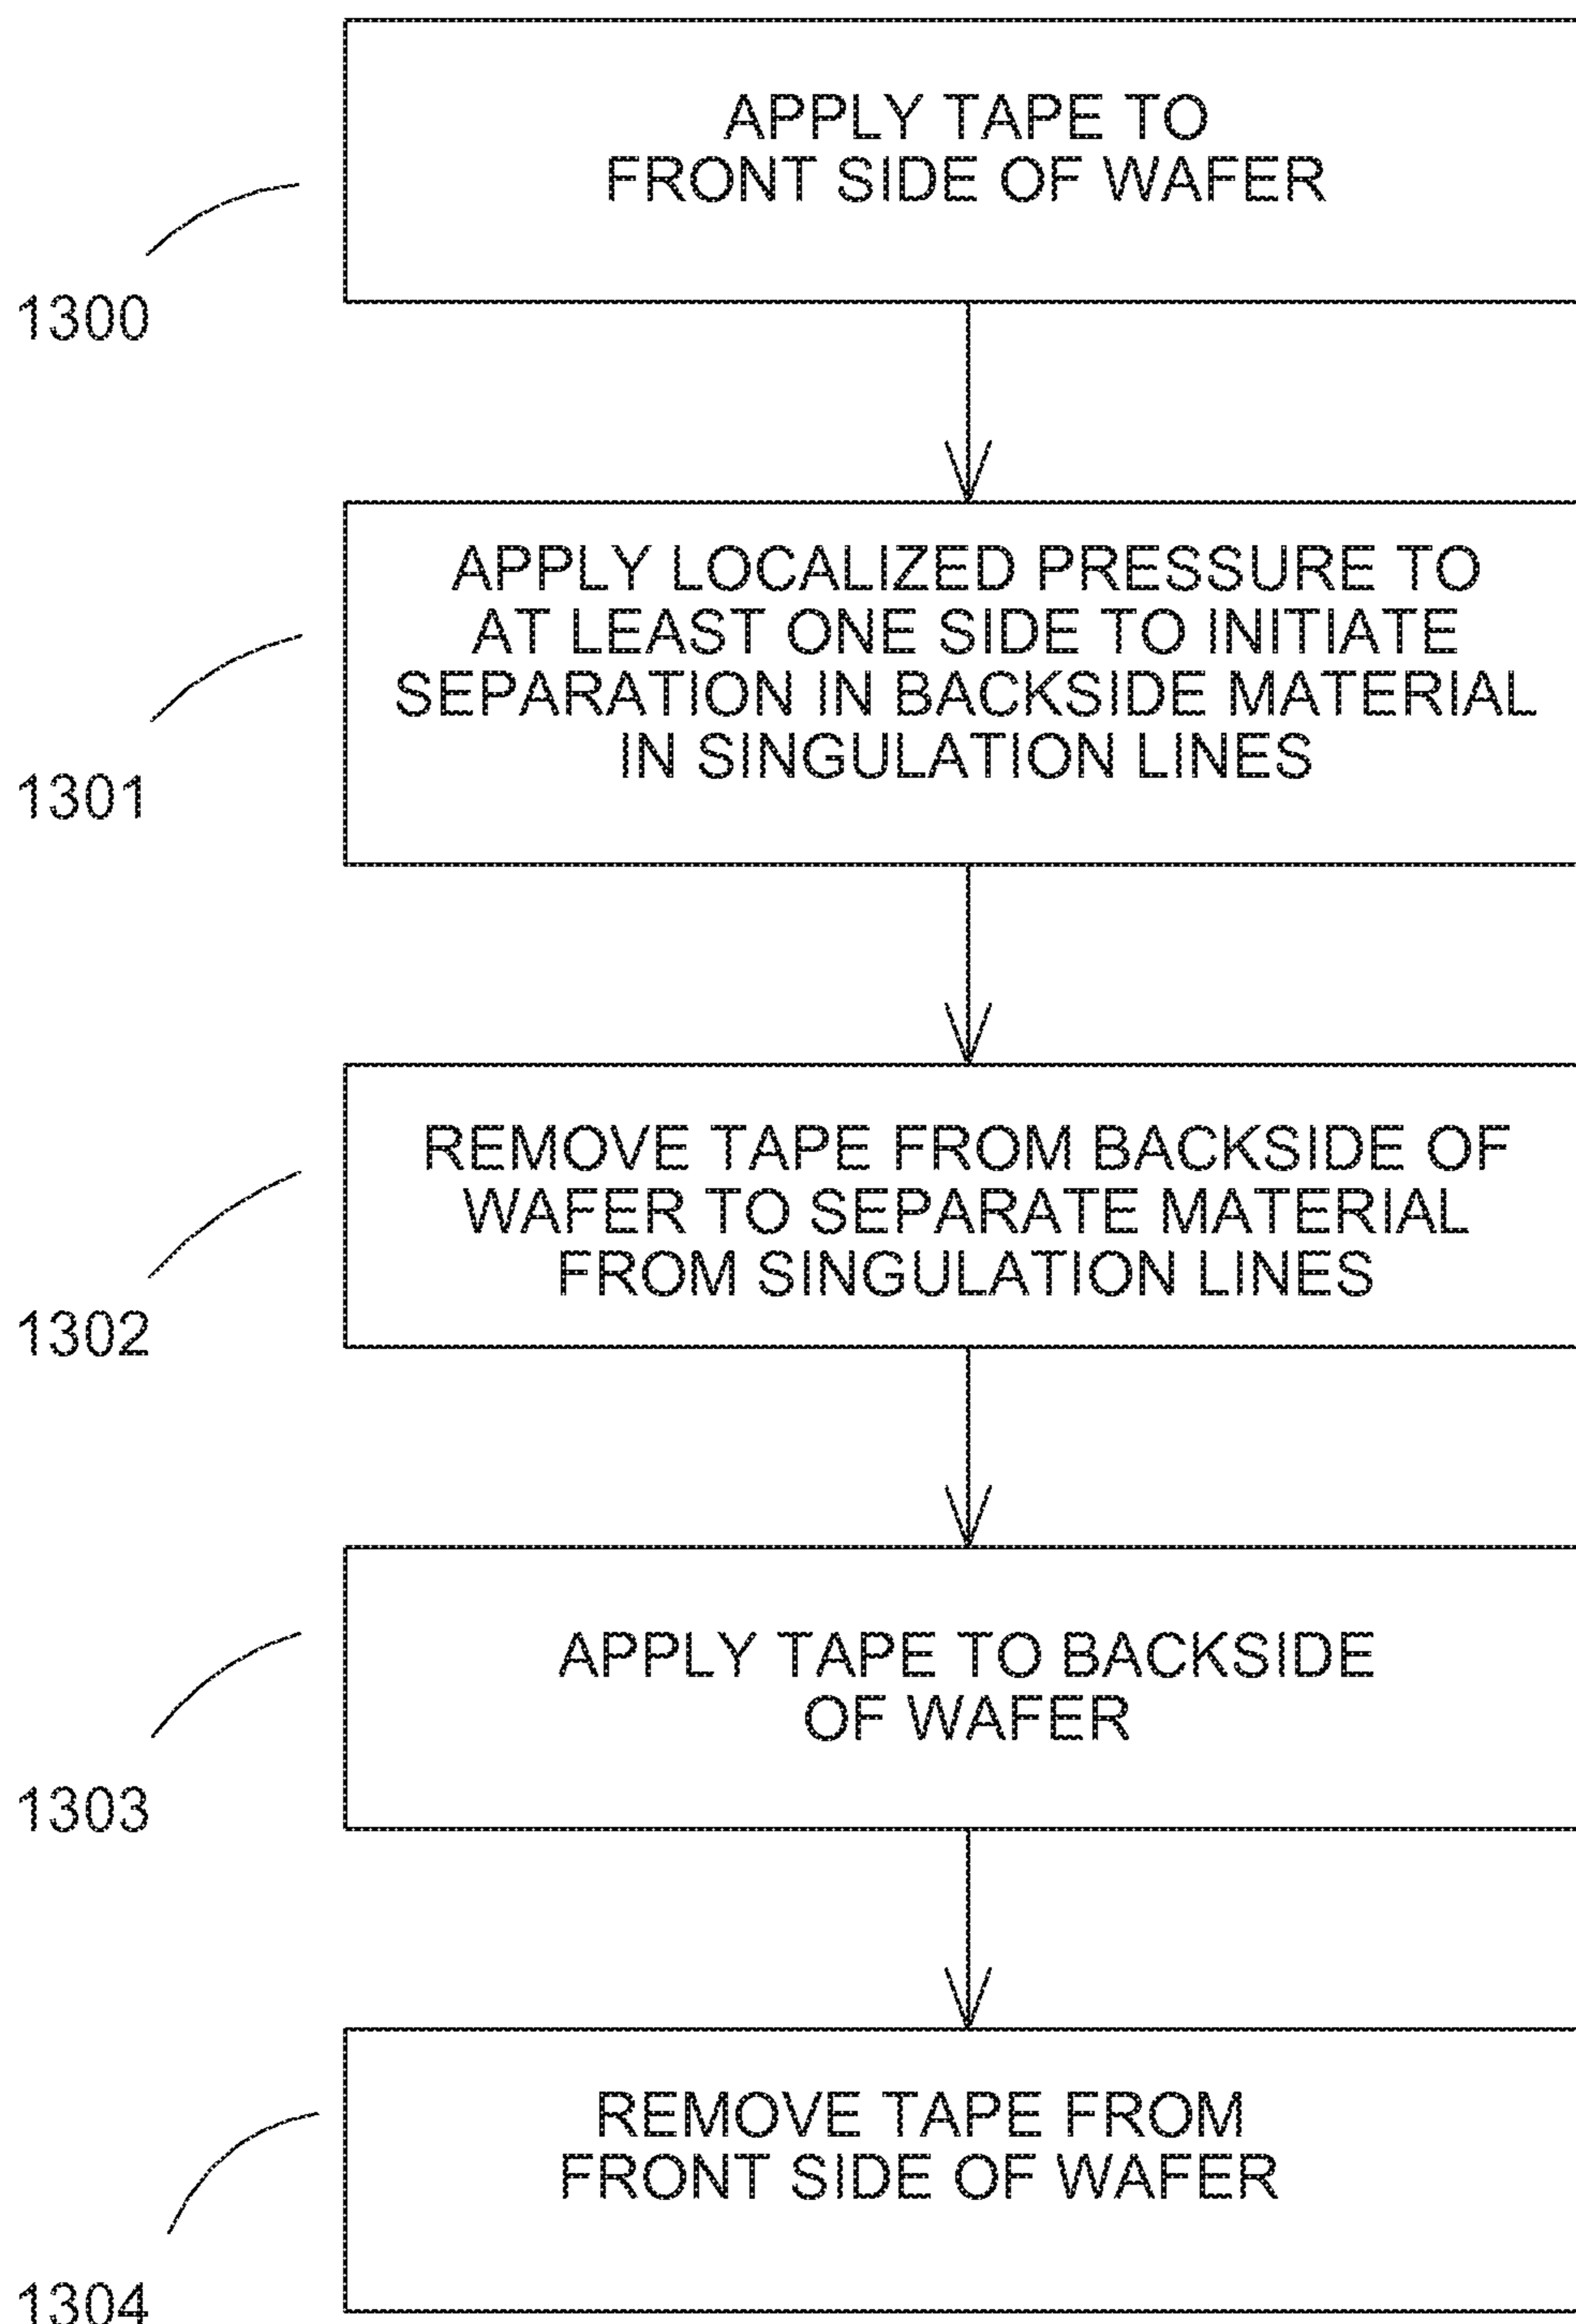 APPLY TAPE TO
FRONT SIDE OF WAFER
1300
APPLY LOCALIZED PRESSURE TO
AT LEAST ONE SIDE TO INITIATE
SEPARATION IN BACKSIDE MATERIAL
IN SINGULATION LINES
1301
REMOVE TAPE FROM BACKSIDE OF
WAFER TO SEPARATE MATERIAL
FROM SINGULATION LINES
1302
APPLY TAPE TO BACKSIDE
OF WAFER
1303
REMOVE TAPE FROM
FRONT SIDE OF WAFER
1304